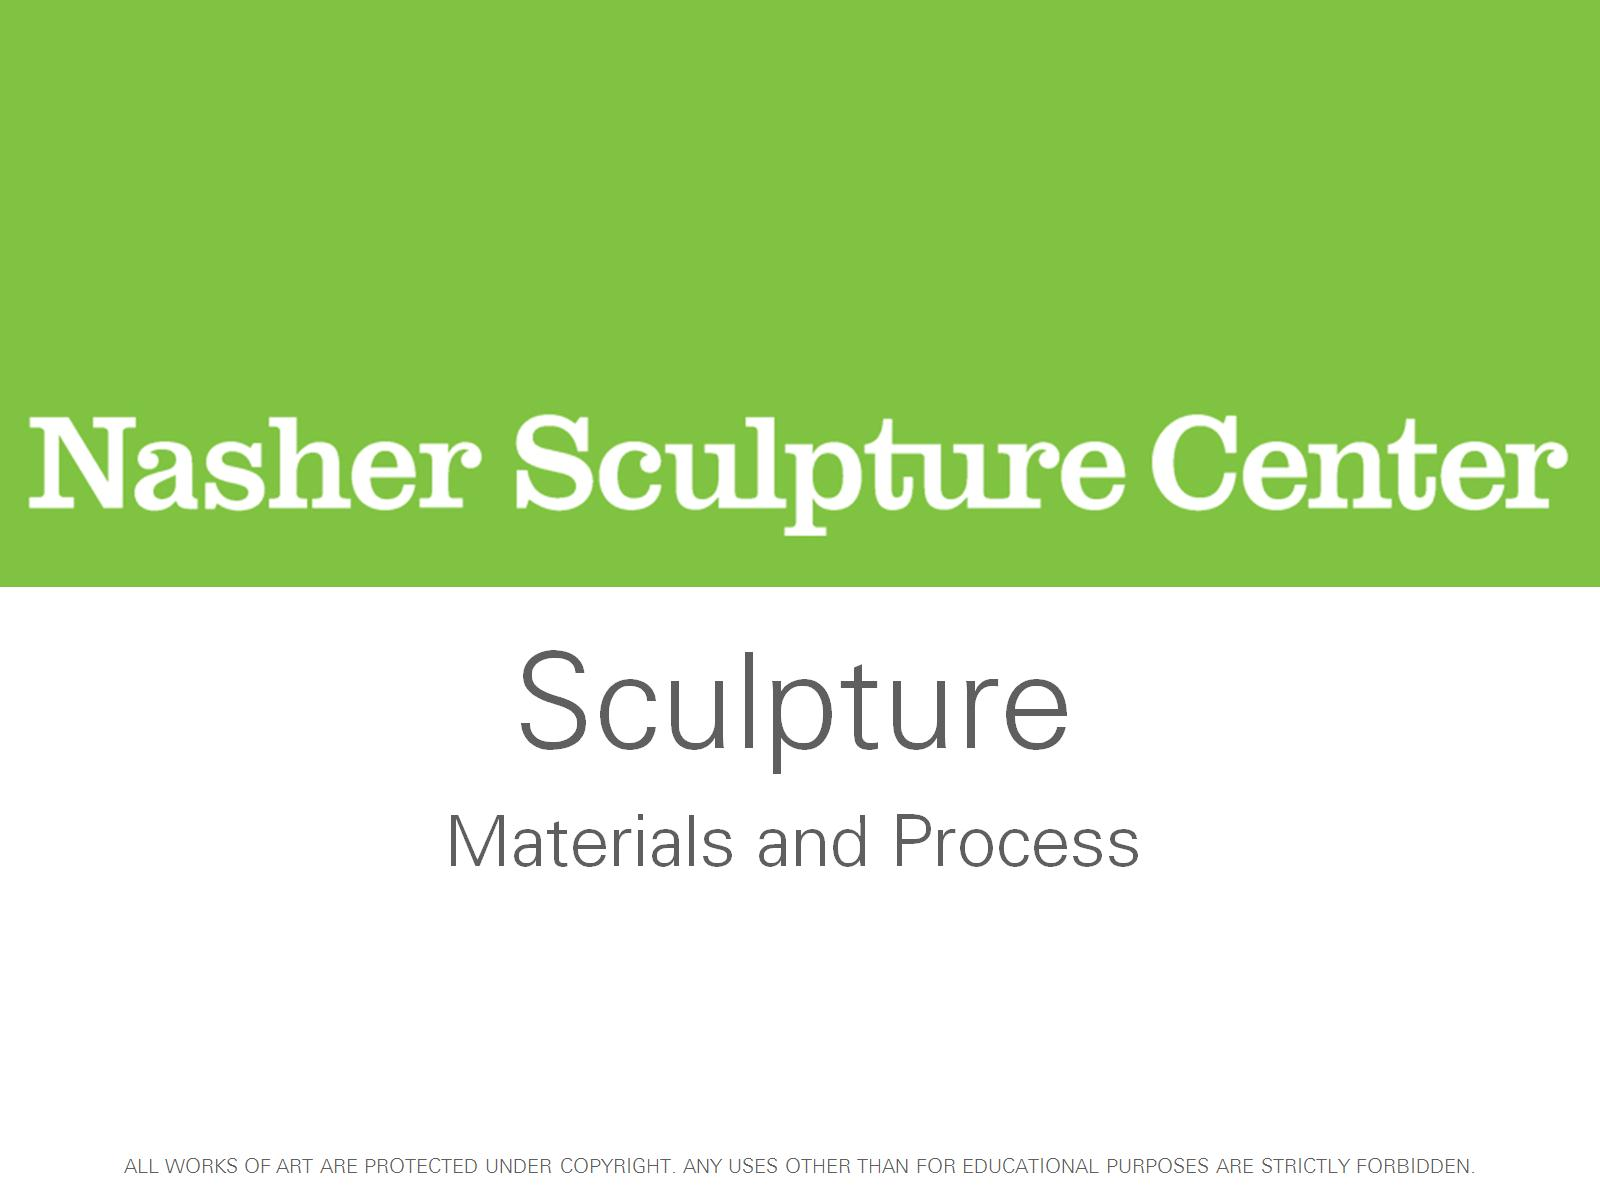 Nasher Sculpture Center
Sculpture
Materials and Process
ALL WORKS OF ART ARE PROTECTED UNDER COPYRIGHT. ANY USES OTHER THAN FOR EDUCATIONAL PURPOSES ARE STRICTLY FORBIDDEN.